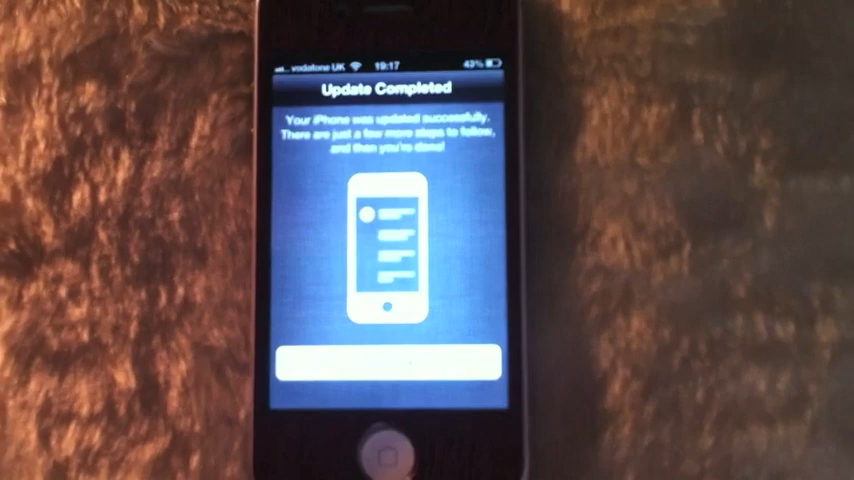 vodafone UK 19:17 43%
Update Completed
Your iPhone was updated successfully.
There are just a few more steps to follow,
and then you're done!